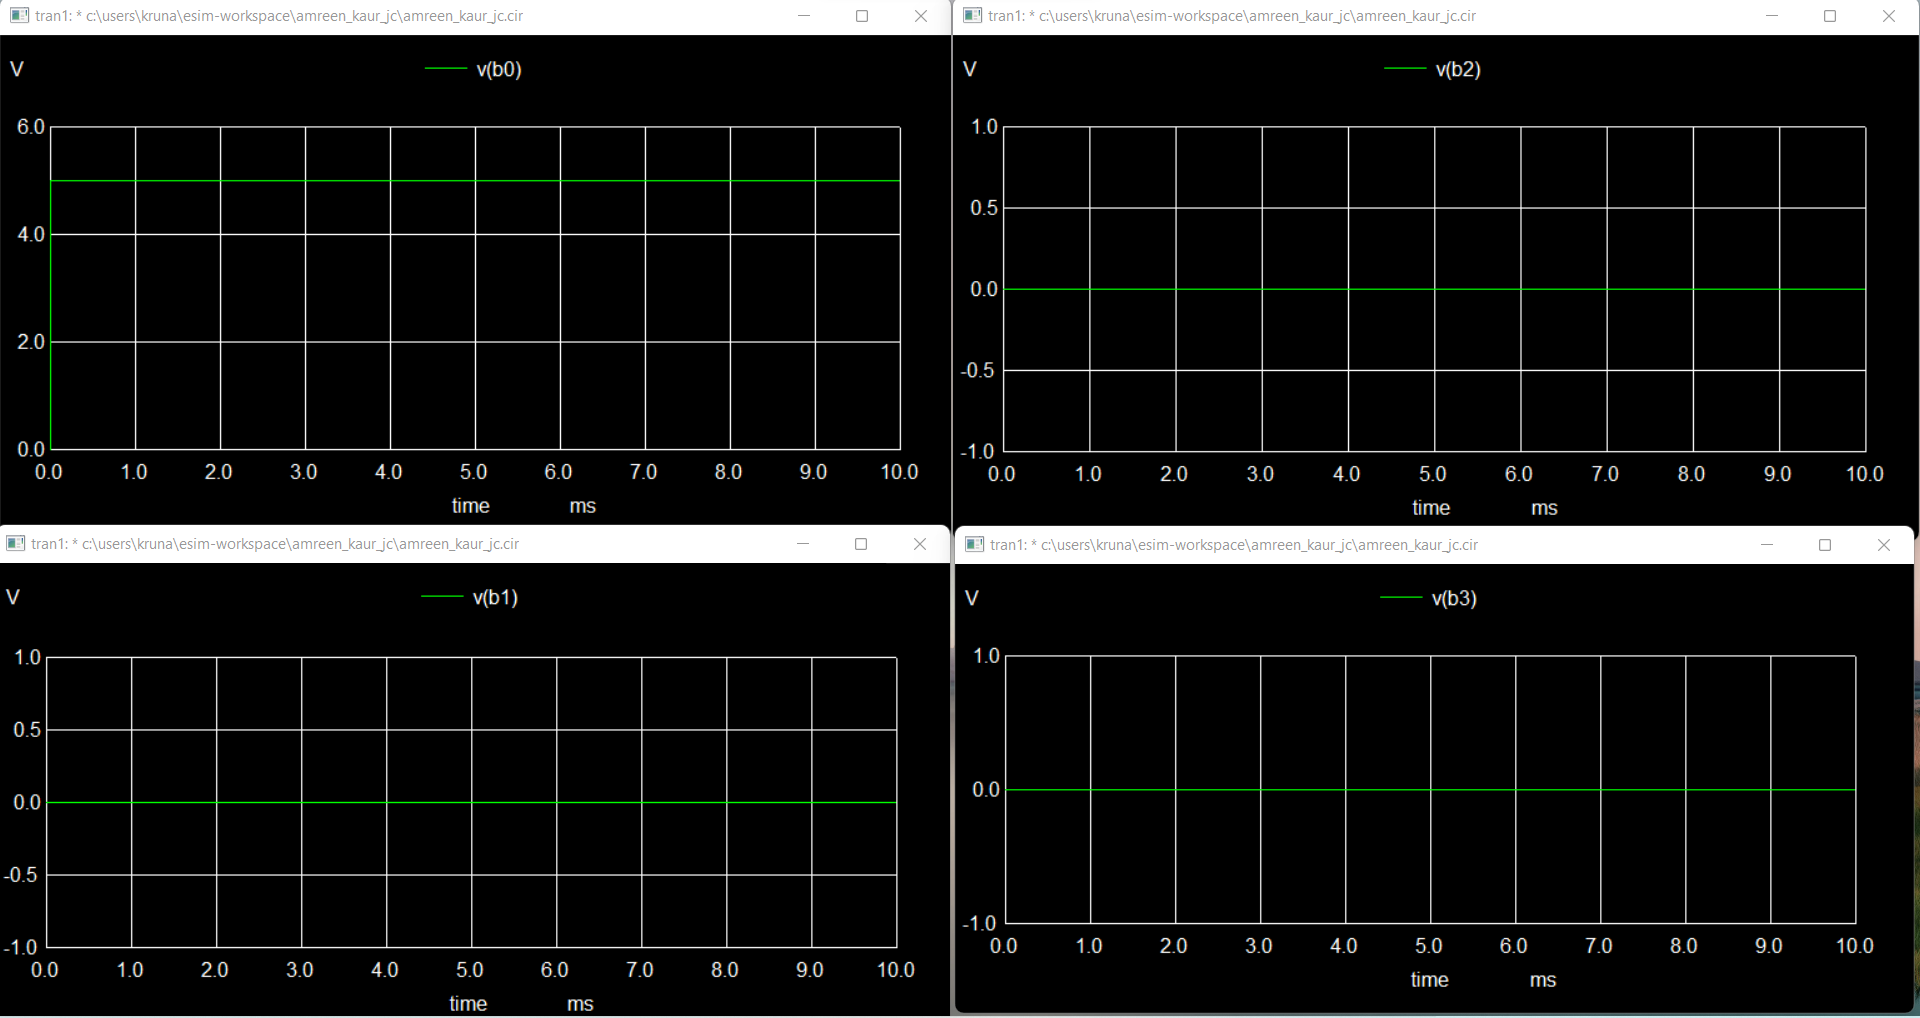 tran1: * c:\users\kruna\esim-workspace\amreen_kaur_jc\amreen_kaur_jc.cir
V
v(b0)
6.0
4.0
2.0
0.0
0.0 1.0 2.0 3.0 4.0 5.0 6.0 7.0 8.0 9.0 10.0
time ms
tran1: * c:\users\kruna\esim-workspace\amreen_kaur_jc\amreen_kaur_jc.cir
V
v(b2)
1.0
0.5
0.0
-0.5
-1.0
0.0 1.0 2.0 3.0 4.0 5.0 6.0 7.0 8.0 9.0 10.0
time ms
tran1: * c:\users\kruna\esim-workspace\amreen_kaur_jc\amreen_kaur_jc.cir
V
v(b1)
1.0
0.5
0.0
-0.5
-1.0
0.0 1.0 2.0 3.0 4.0 5.0 6.0 7.0 8.0 9.0 10.0
time ms
tran1: * c:\users\kruna\esim-workspace\amreen_kaur_jc\amreen_kaur_jc.cir
V
v(b3)
1.0
0.0
-1.0
0.0 1.0 2.0 3.0 4.0 5.0 6.0 7.0 8.0 9.0 10.0
time ms